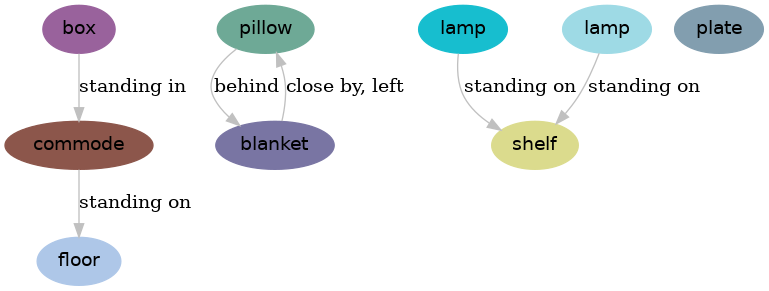 box
pillow
lamp
lamp
plate
standing in
behind
close by, left
standing on
standing on
commode
blanket
shelf
standing on
floor